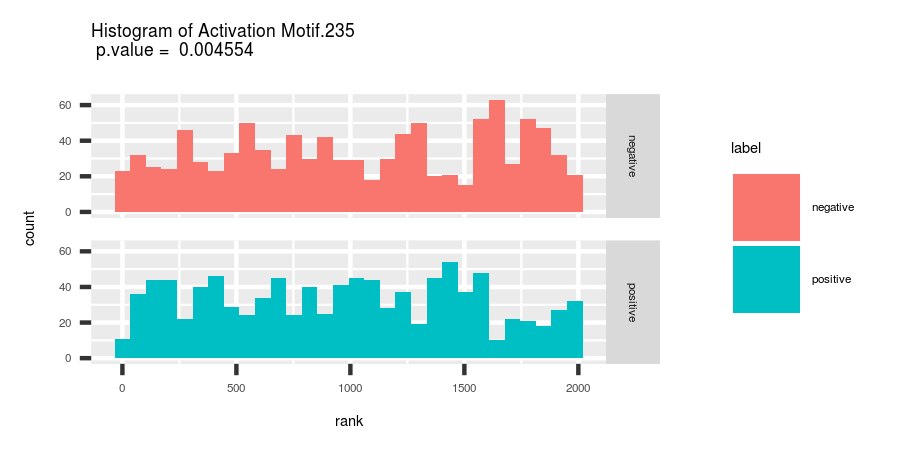 Histogram of Activation Motif.235
p.value = 0.004554
count
60
40
20
0
negative
60
40
20
0
positive
0
500
1000
1500
2000
rank
label
negative
positive